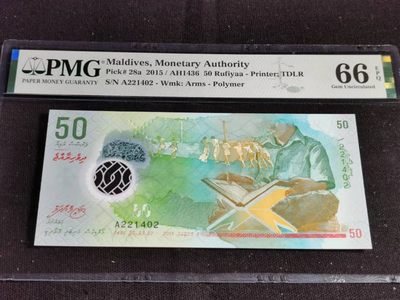 PMG
PAPER MONEY GUARANTY
Maldives, Monetary Authority
Pick# 28a 2015 / AH1436 50 Rufiyaa - Printer: TDLR
S/N A221402 - Wmk: Arms - Polymer
66 EPQ
Gem Uncirculated
50
50
221402
A221402
50